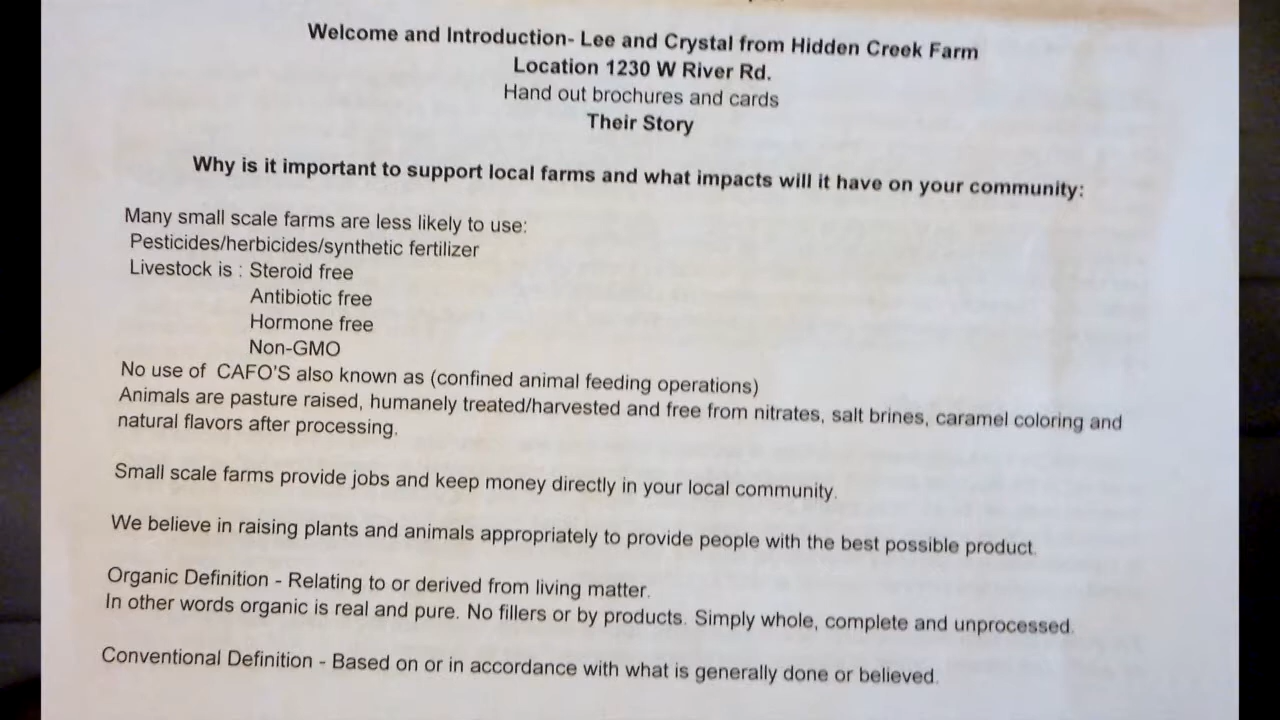 Welcome and Introduction- Lee and Crystal from Hidden Creek Farm
Location 1230 W River Rd.
Hand out brochures and cards
Their Story
Why is it important to support local farms and what impacts will it have on your community:
Many small scale farms are less likely to use:
Pesticides/herbicides/synthetic fertilizer
Livestock is : Steroid free
Antibiotic free
Hormone free
Non-GMO
No use of CAFO'S also known as (confined animal feeding operations)
Animals are pasture raised, humanely treated/harvested and free from nitrates, salt brines, caramel coloring and
natural flavors after processing.
Small scale farms provide jobs and keep money directly in your local community.
We believe in raising plants and animals appropriately to provide people with the best possible product.
Organic Definition - Relating to or derived from living matter.
In other words organic is real and pure. No fillers or by products. Simply whole, complete and unprocessed.
Conventional Definition - Based on or in accordance with what is generally done or believed.